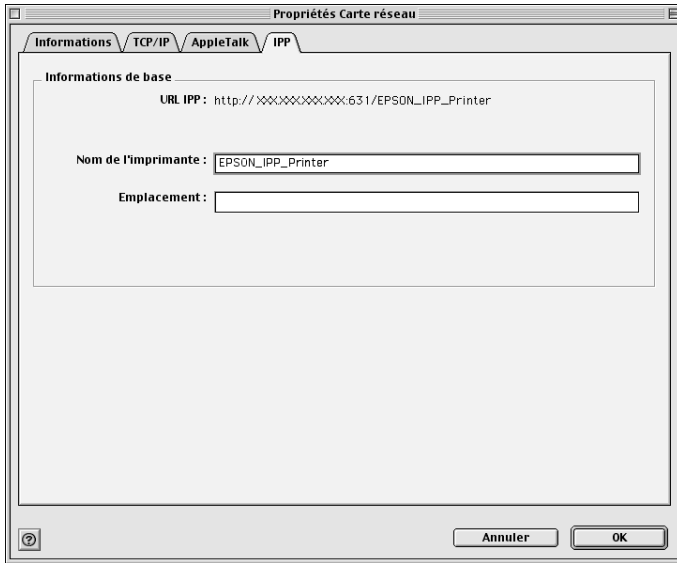 Propriétés Carte réseau
Informations TCP/IP AppleTalk IPP
Informations de base
URL IPP : http://XXX.XXX.XXX.XXX:631/EPSON_IPP_Printer
Nom de l'imprimante : EPSON_IPP_Printer
Emplacement :
? Annuler OK